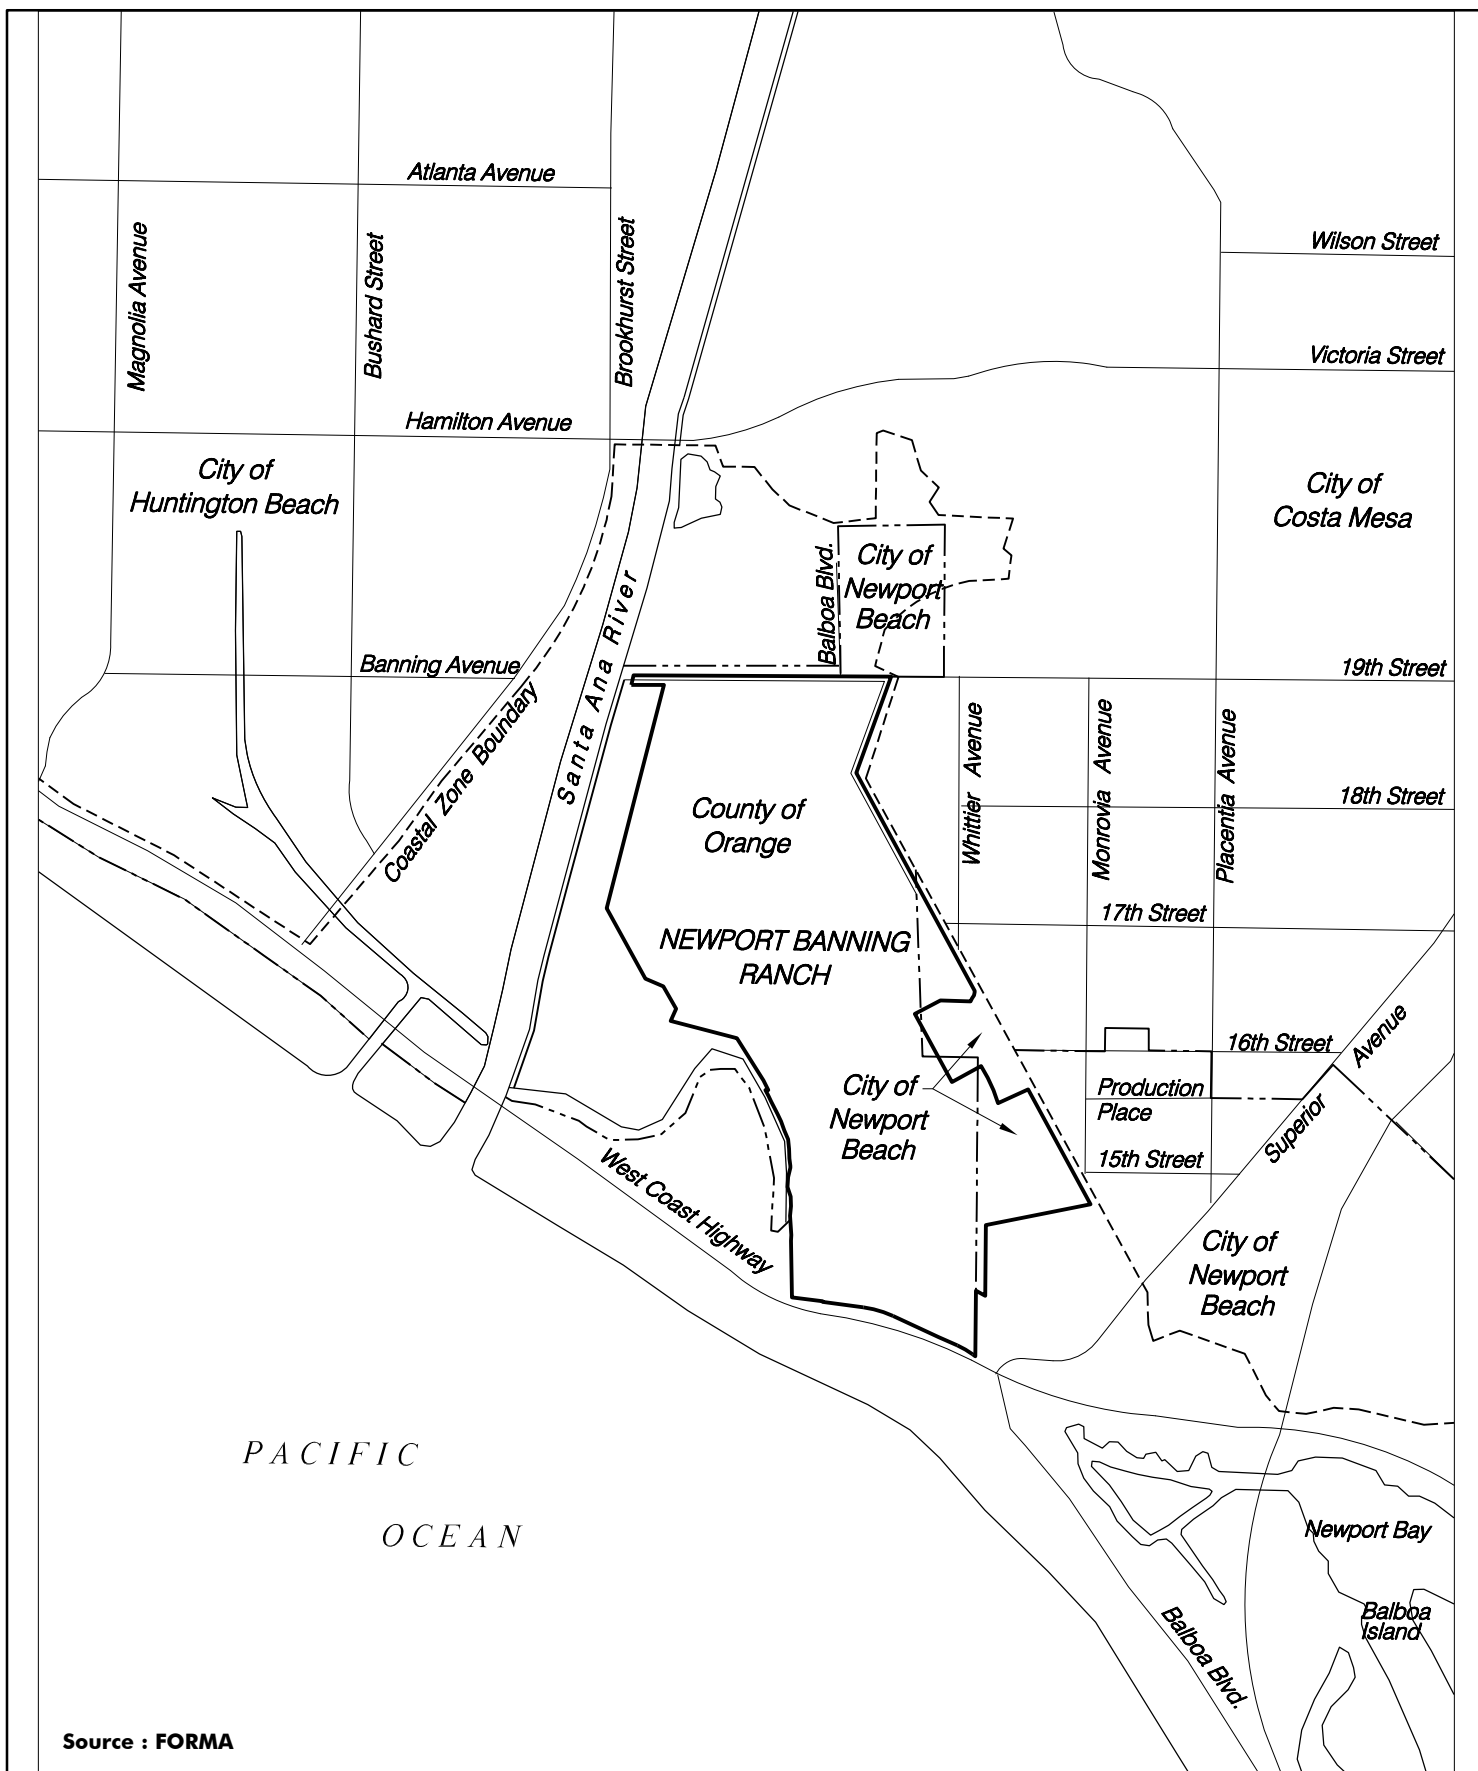 Atlanta Avenue
Magnolia Avenue
Bushard Street
Brookhurst Street
Wilson Street
Victoria Street
Hamilton Avenue
City of
Huntington Beach
City of
Costa Mesa
Balboa Blvd.
City of
Newport
Beach
Santa Ana River
Banning Avenue
19th Street
Coastal Zone Boundary
Whittier Avenue
Monrovia Avenue
Placentia Avenue
County of
Orange
18th Street
17th Street
NEWPORT BANNING
RANCH
16th Street
Superior Avenue
City of
Newport
Beach
Production
Place
15th Street
West Coast Highway
City of
Newport
Beach
PACIFIC
OCEAN
Newport Bay
Balboa
Island
Balboa Blvd.
Source : FORMA